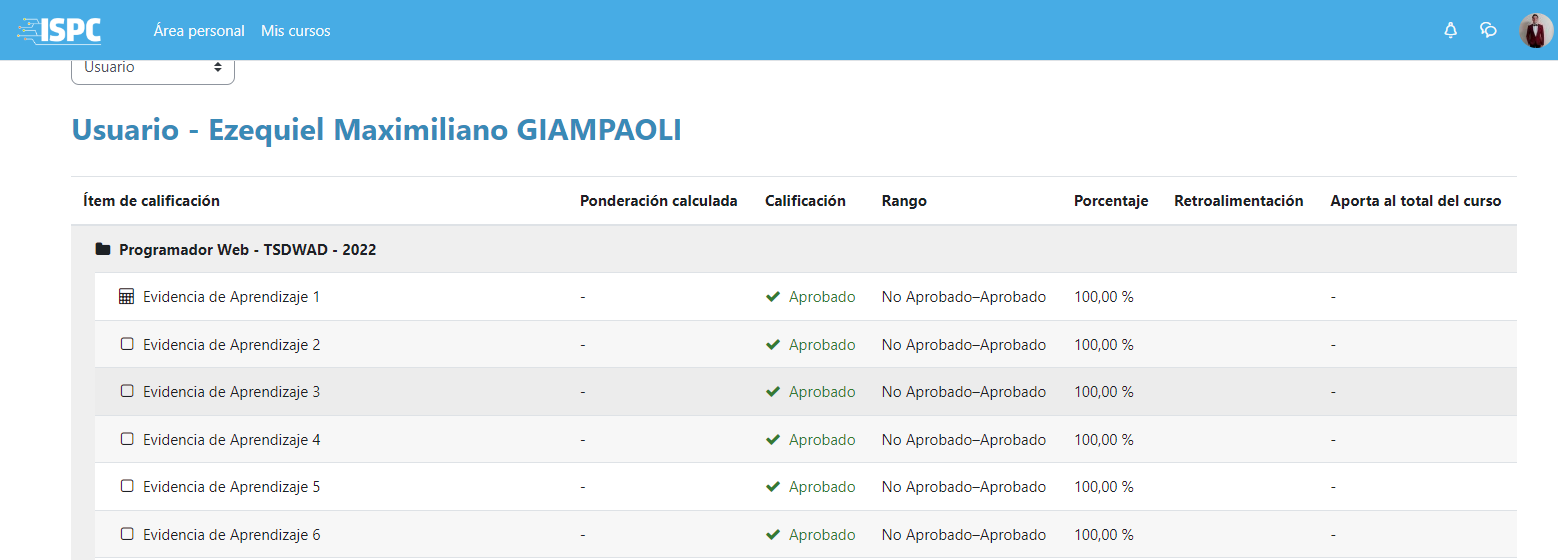 ISPC Área personal Mis cursos
Usuario
Usuario - Ezequiel Maximiliano GIAMPAOLI
Ítem de calificación Ponderación calculada Calificación Rango Porcentaje Retroalimentación Aporta al total del curso
Programador Web - TSDWAD - 2022
Evidencia de Aprendizaje 1 - Aprobado No Aprobado–Aprobado 100,00 % -
Evidencia de Aprendizaje 2 - Aprobado No Aprobado–Aprobado 100,00 % -
Evidencia de Aprendizaje 3 - Aprobado No Aprobado–Aprobado 100,00 % -
Evidencia de Aprendizaje 4 - Aprobado No Aprobado–Aprobado 100,00 % -
Evidencia de Aprendizaje 5 - Aprobado No Aprobado–Aprobado 100,00 % -
Evidencia de Aprendizaje 6 - Aprobado No Aprobado–Aprobado 100,00 % -